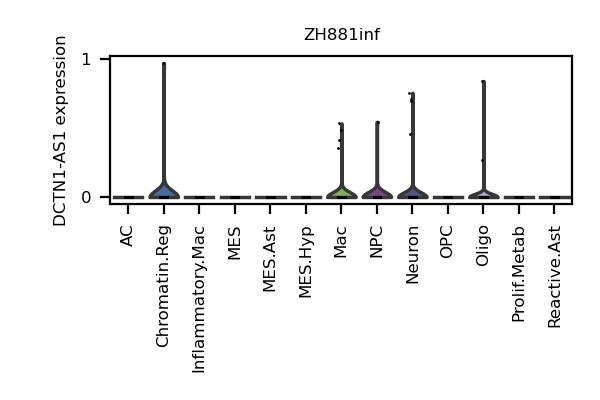 ZH881inf
DCTN1-AS1 expression
1
0
AC
Chromatin.Reg
Inflammatory.Mac
MES
MES.Ast
MES.Hyp
Mac
NPC
Neuron
OPC
Oligo
Prolif.Metab
Reactive.Ast